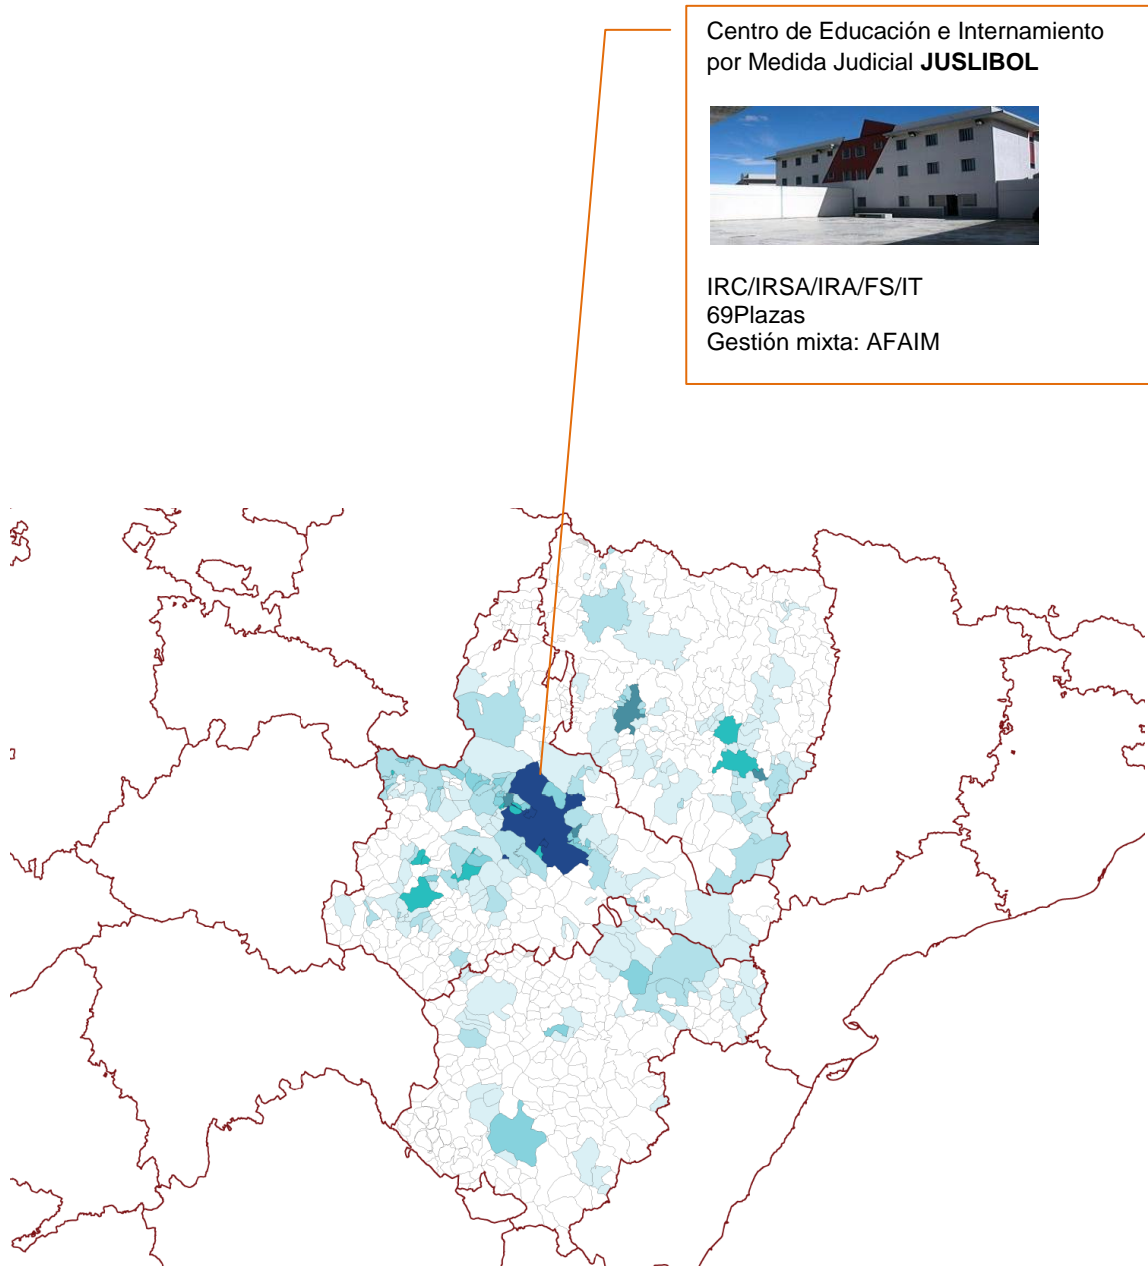 Centro de Educación e Internamiento
por Medida Judicial JUSLIBOL
IRC/IRSA/IRA/FS/IT
69Plazas
Gestión mixta: AFAIM